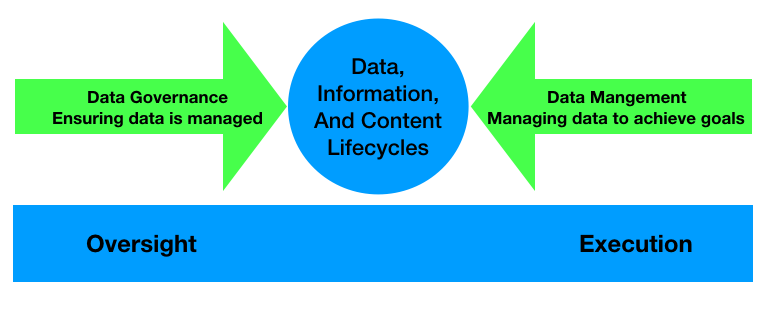 Data Governance
Ensuring data is managed
Data,
Information,
And Content
Lifecycles
Data Mangement
Managing data to achieve goals
Oversight
Execution